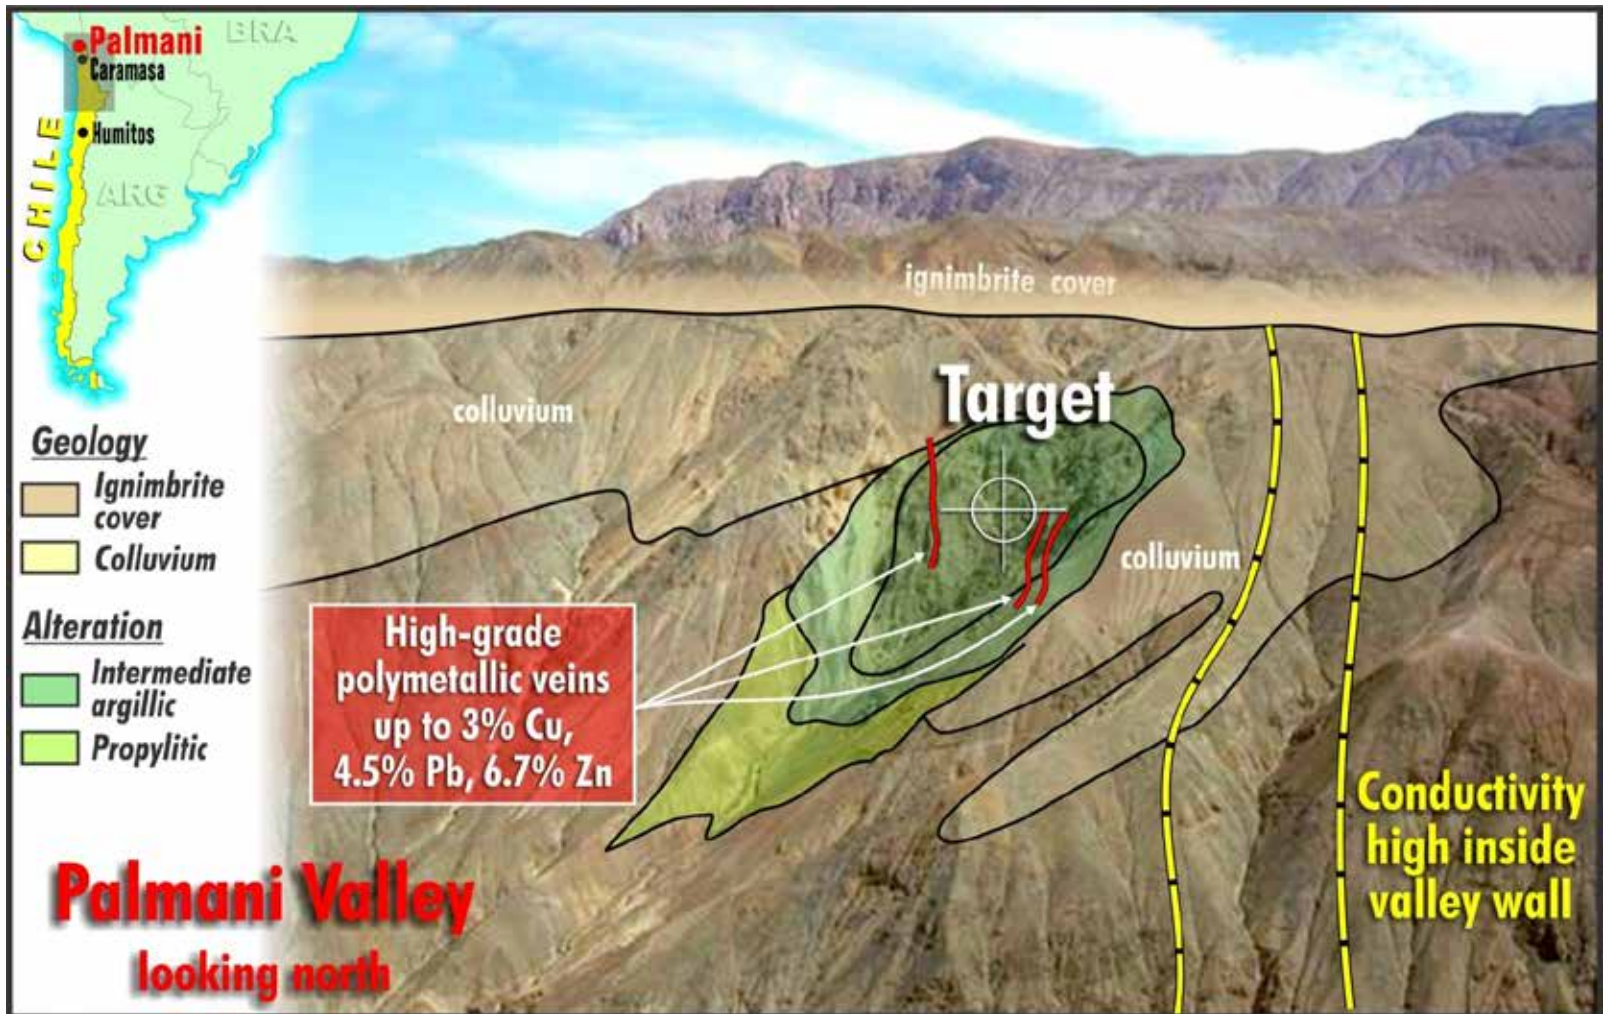 Palmani
BRA
Caramasa
Humitos
CHILE
ARG
Geology
Ignimbrite
cover
Colluvium
Alteration
Intermediate
argillic
Propylitic
ignimbrite cover
colluvium
Target
colluvium
High-grade
polymetallic veins
up to 3% Cu,
4.5% Pb, 6.7% Zn
Conductivity
high inside
valley wall
Palmani Valley
looking north